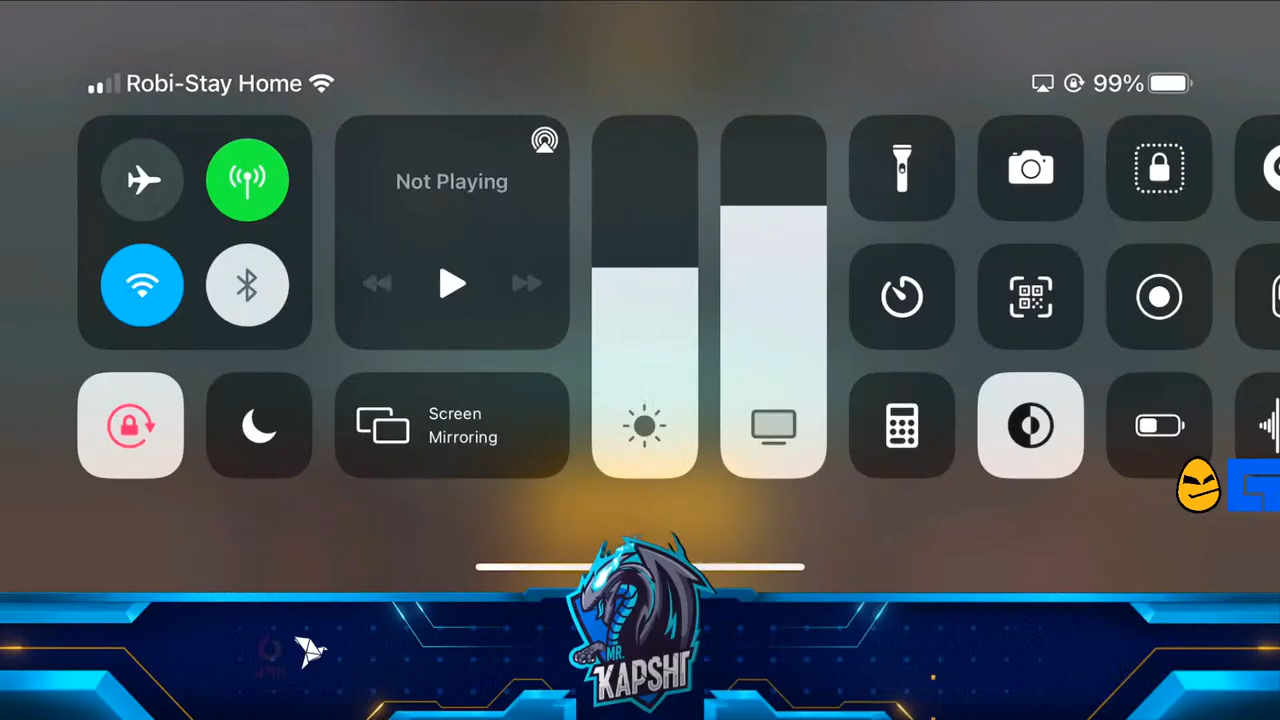 Robi-Stay Home
99%
Not Playing
Screen
Mirroring
MR.
KAPSHI